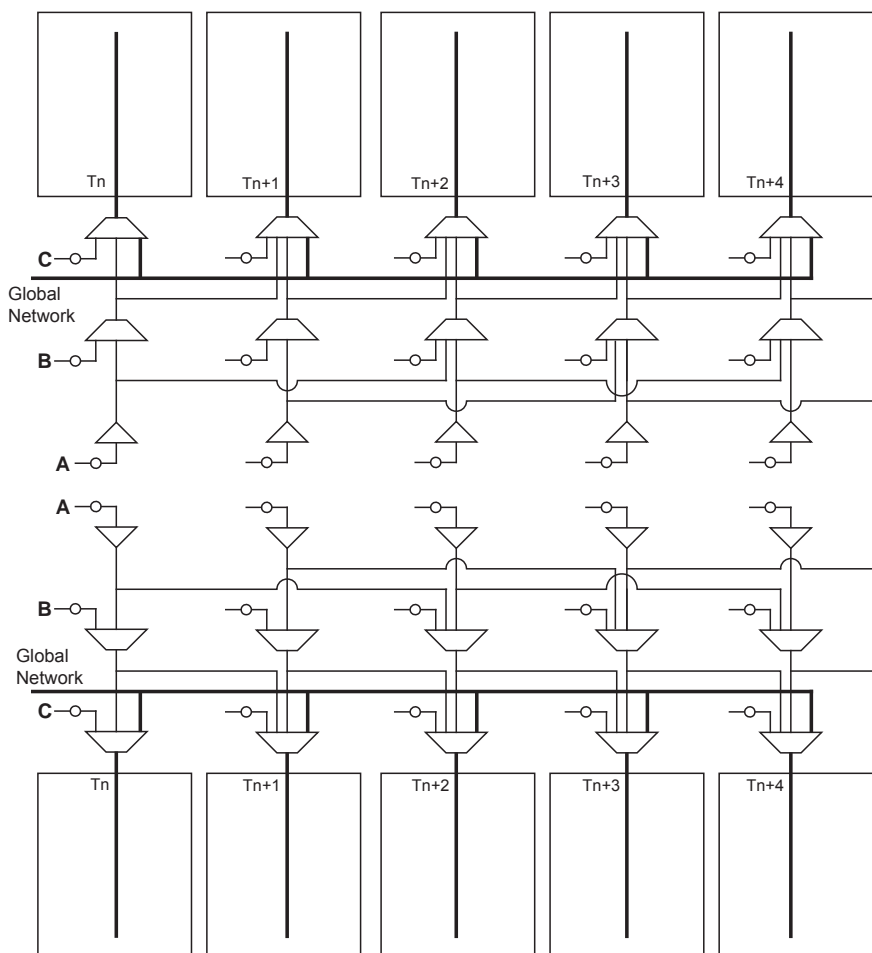 Tn Tn+1 Tn+2 Tn+3 Tn+4
C
Global
Network
B
A
A
B
Global
Network
C
Tn Tn+1 Tn+2 Tn+3 Tn+4